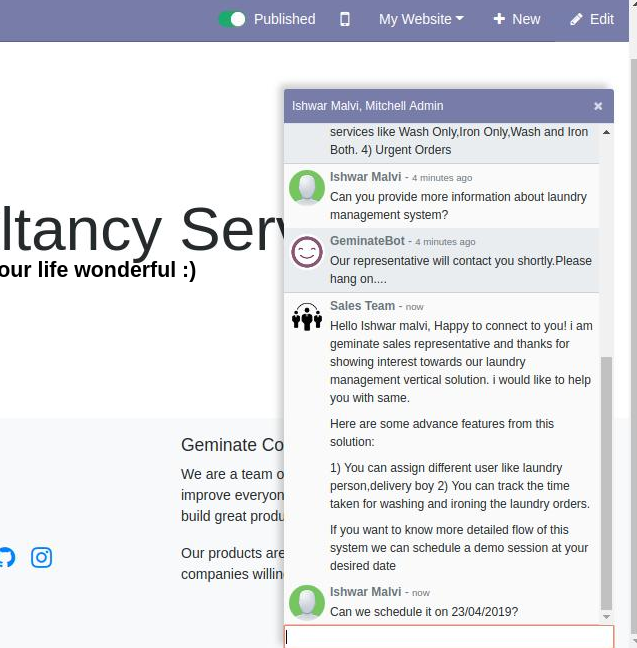 Published My Website New Edit
Ishwar Malvi, Mitchell Admin ×
services like Wash Only,Iron Only,Wash and Iron
Both. 4) Urgent Orders
Ishwar Malvi - 4 minutes ago
Can you provide more information about laundry
management system?
GeminateBot - 4 minutes ago
Our representative will contact you shortly.Please
hang on....
Sales Team - now
Hello Ishwar malvi, Happy to connect to you! i am
geminate sales representative and thanks for
showing interest towards our laundry
management vertical solution. i would like to help
you with same.
Here are some advance features from this
solution:
1) You can assign different user like laundry
person,delivery boy 2) You can track the time
taken for washing and ironing the laundry orders.
If you want to know more detailed flow of this
system we can schedule a demo session at your
desired date
Ishwar Malvi - now
Can we schedule it on 23/04/2019?
ltancy Serv
our life wonderful :)
Geminate Co
We are a team o
improve everyon
build great produ
Our products are
companies willin